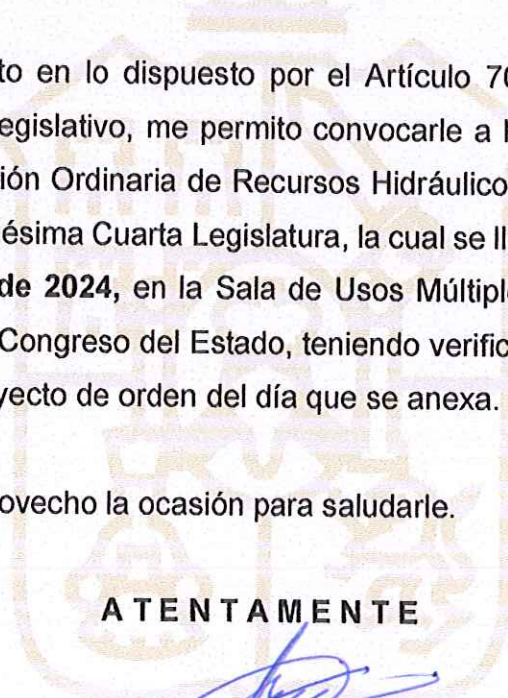 to en lo dispuesto por el Artículo 70
egislativo, me permito convocarle a l
ión Ordinaria de Recursos Hidráulico
ésima Cuarta Legislatura, la cual se ll
de 2024, en la Sala de Usos Múltipl
Congreso del Estado, teniendo verific
yecto de orden del día que se anexa.
ovecho la ocasión para saludarle.
ATENTAMENTE